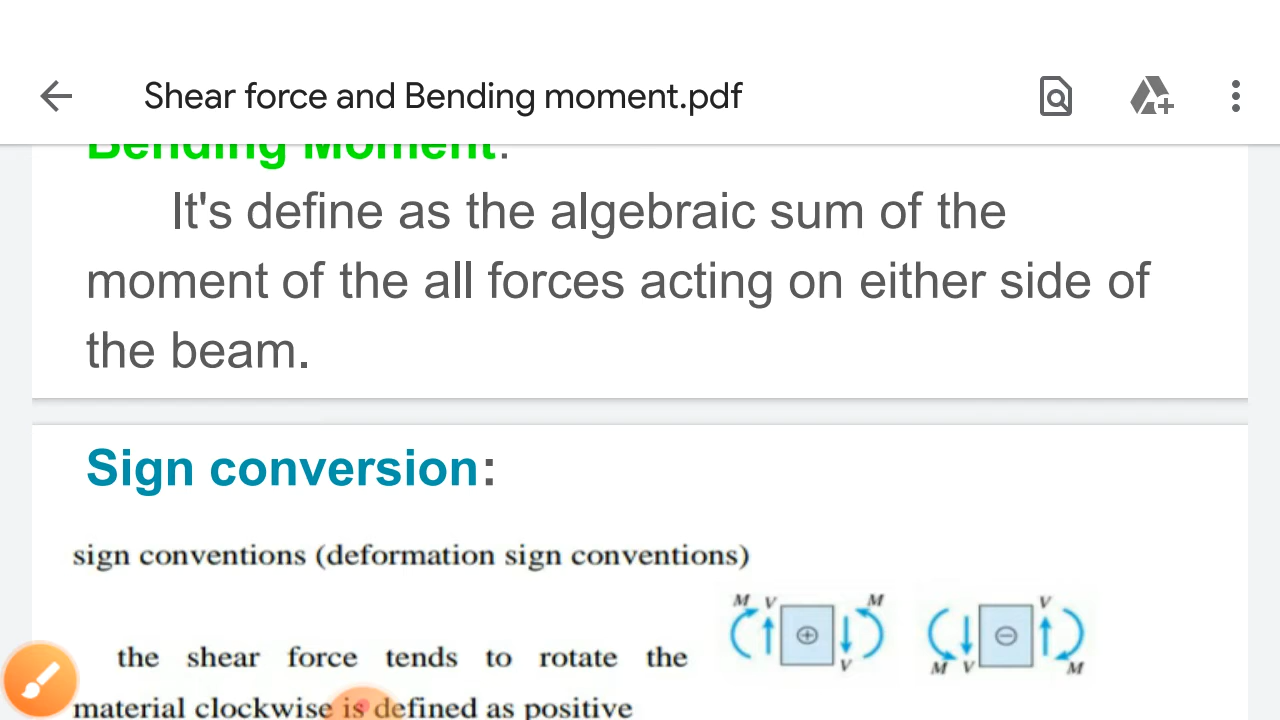 Shear force and Bending moment.pdf
Bending Moment:
It's define as the algebraic sum of the
moment of the all forces acting on either side of
the beam.
Sign conversion:
sign conventions (deformation sign conventions)
M V M
V
V
M V M
the shear force tends to rotate the
material clockwise is defined as positive